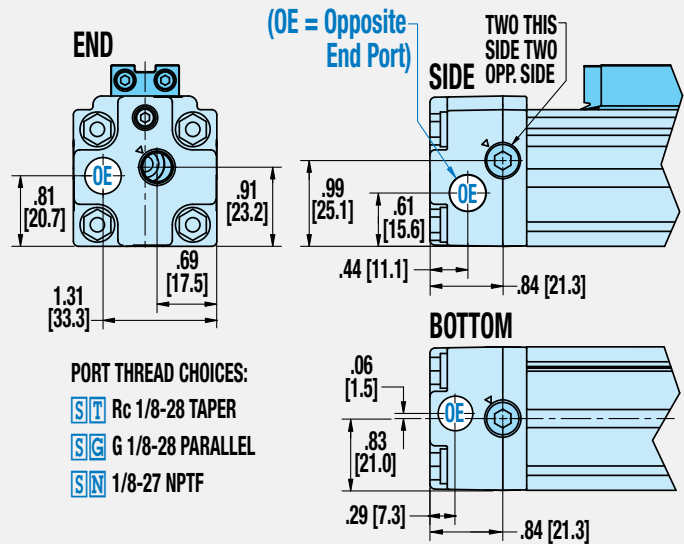 END
(OE = Opposite
End Port)
TWO THIS
SIDE TWO
OPP. SIDE
SIDE
OE
.81
[20.7]
.91
[23.2]
.69
[17.5]
1.31
[33.3]
OE
.99
[25.1]
.61
[15.6]
.44 [11.1]
.84 [21.3]
BOTTOM
OE
.06
[1.5]
.83
[21.0]
.29 [7.3]
.84 [21.3]
PORT THREAD CHOICES:
ST Rc 1/8-28 TAPER
SG G 1/8-28 PARALLEL
SN 1/8-27 NPTF